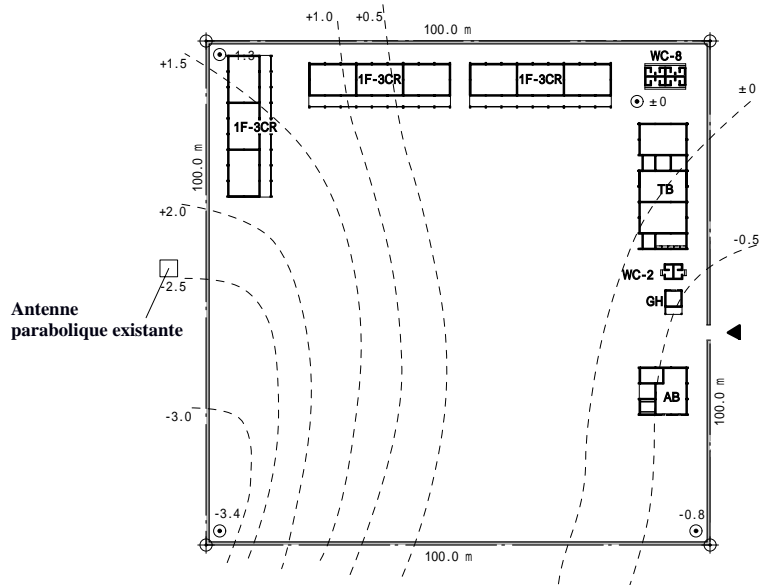 +1.0
+0.5
100.0 m
+1.5
1.3
1F-3CR
1F-3CR
WC-8
±0
±0
1F-3CR
100.0 m
TB
+2.0
-0.5
WC-2
-2.5
GH
Antenne
parabolique existante
AB
100.0 m
-3.0
-3.4
-0.8
100.0 m